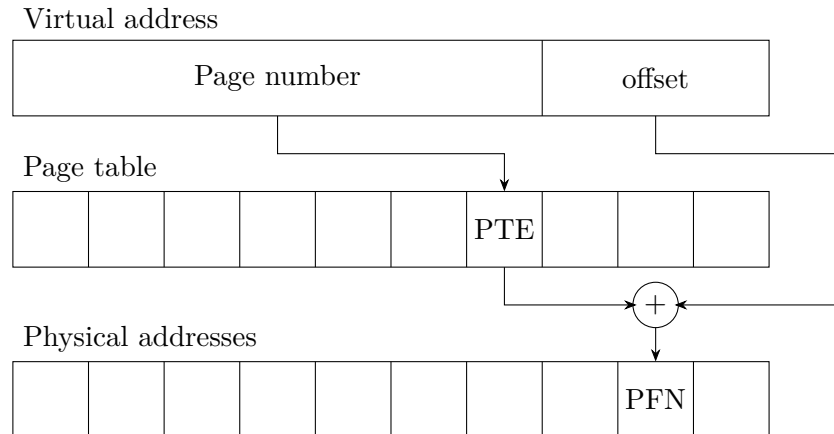 Virtual address
Page number offset
Page table
PTE
+
Physical addresses
PFN